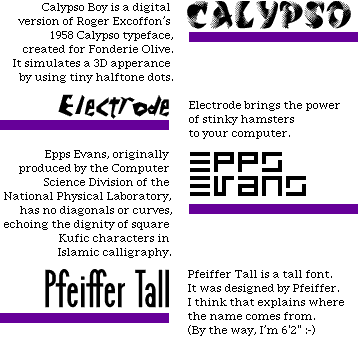 Calypso Boy is a digital
version of Roger Excoffon's
1958 Calypso typeface,
created for Fonderie Olive.
It simulates a 3D apperance
by using tiny halftone dots.
CALYPSO
Electrode
Electrode brings the power
of stinky hamsters
to your computer.
Epps Evans, originally
produced by the Computer
Science Division of the
National Physical Laboratory,
has no diagonals or curves,
echoing the dignity of square
Kufic characters in
Islamic calligraphy.
Epps
Evans
Pfeiffer Tall
Pfeiffer Tall is a tall font.
It was designed by Pfeiffer.
I think that explains where
the name comes from.
(By the way, I'm 6'2" :-)